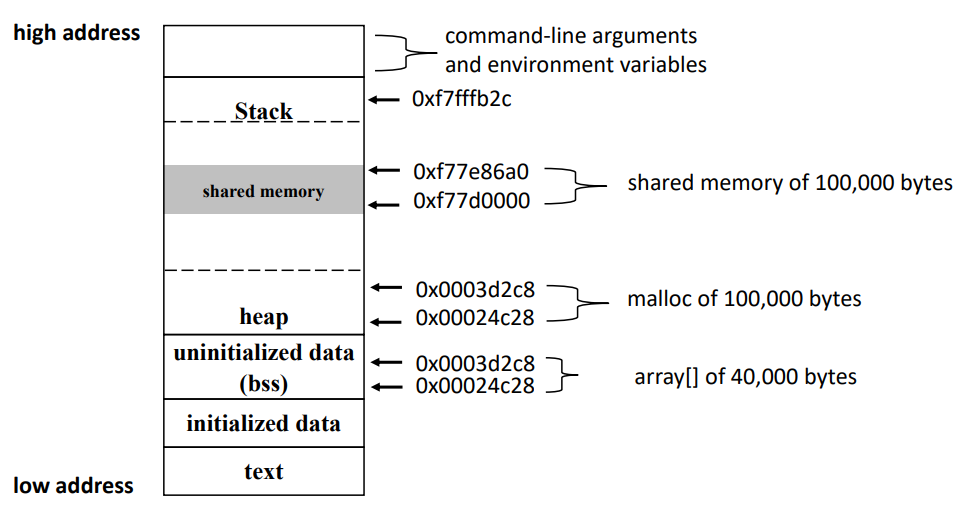 high address
command-line arguments
and environment variables
Stack
0xf7fffb2c
0xf77e86a0
shared memory
shared memory of 100,000 bytes
0xf77d0000
0x0003d2c8
malloc of 100,000 bytes
heap
0x00024c28
uninitialized data
(bss)
0x0003d2c8
array[] of 40,000 bytes
0x00024c28
initialized data
text
low address